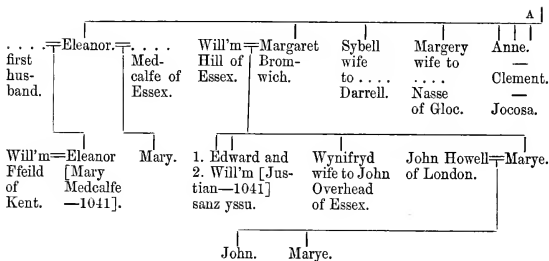 A
. . . . Eleanor. . . . . Will'm Margaret Sybell Margery Anne.
first Med- Hill of Brom- wife wife to —
hus- calfe of Essex. wich. to . . . . . . . . Clement.
band. Essex. Darrell. Nasse —
of Gloc. Jocosa.
Will'm Eleanor Mary. 1. Edward and Wynifryd John Howell Marye.
Ffeild [Mary 2. Will'm [Jus- wife to John of London.
of Medcalfe tian—1041] Overhead
Kent. —1041]. sanz yssu. of Essex.
John. Marye.